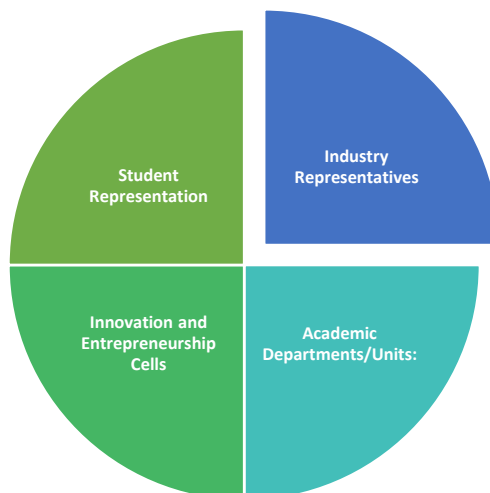 Student
Representation
Industry
Representatives
Innovation and
Entrepreneurship
Cells
Academic
Departments/Units: